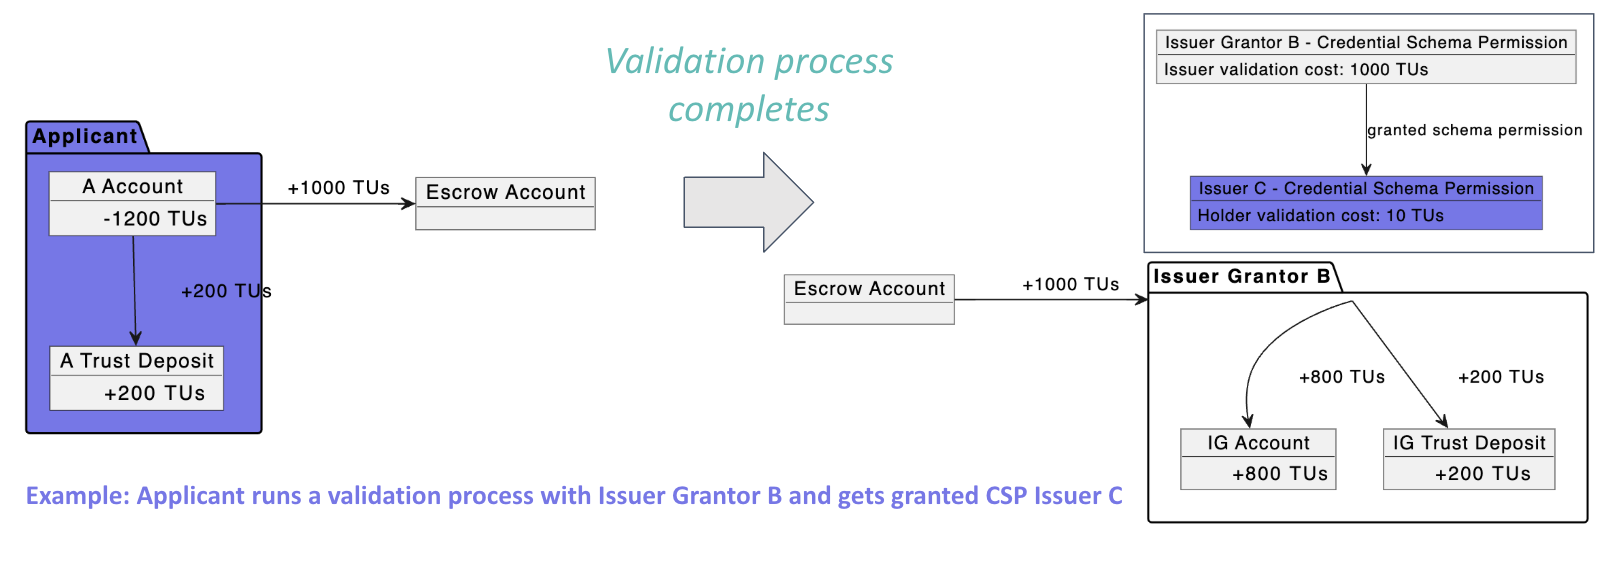 Validation process
completes
Applicant
A Account
-1200 TUs
+1000 TUs
Escrow Account
+200 TUs
A Trust Deposit
+200 TUs
Issuer Grantor B - Credential Schema Permission
Issuer validation cost: 1000 TUs
granted schema permission
Issuer C - Credential Schema Permission
Holder validation cost: 10 TUs
Escrow Account
+1000 TUs
Issuer Grantor B
+800 TUs
+200 TUs
IG Account
+800 TUs
IG Trust Deposit
+200 TUs
Example: Applicant runs a validation process with Issuer Grantor B and gets granted CSP Issuer C